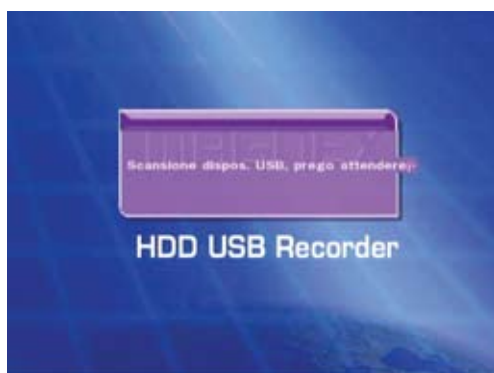 Scansione dispos. USB, prego attendere
HDD USB Recorder